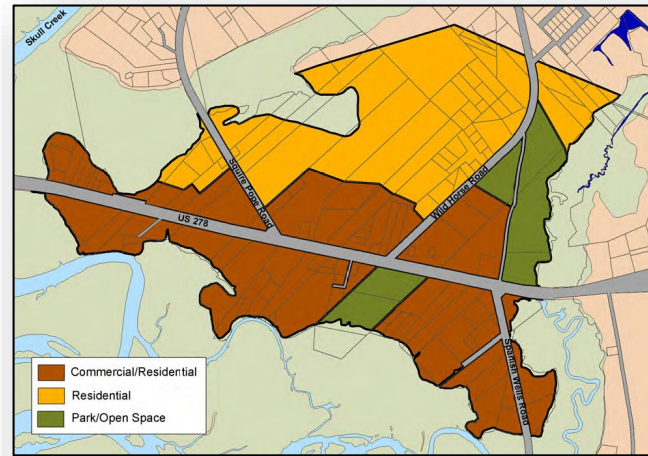 Skull Creek
Squire Pope Road
Wild Horse Road
US 278
Spanish Wells Road
Commercial/Residential
Residential
Park/Open Space